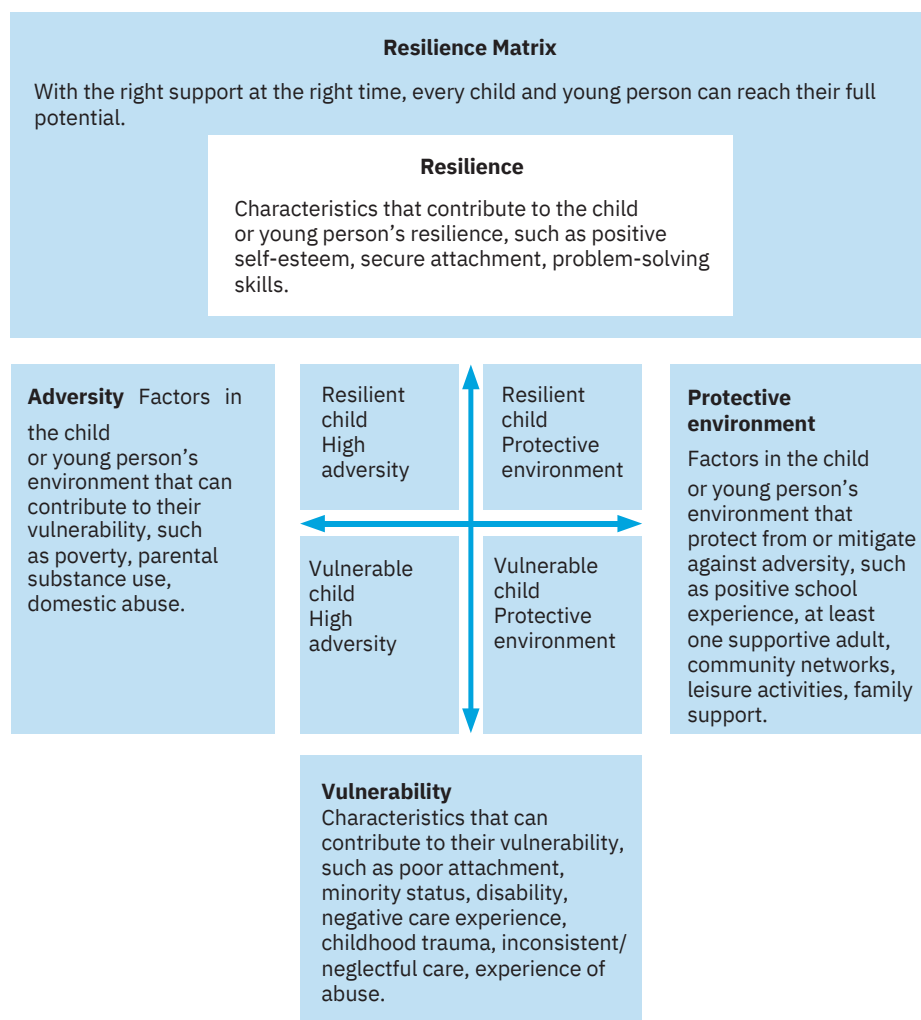 Resilience Matrix
With the right support at the right time, every child and young person can reach their full
potential.
Resilience
Characteristics that contribute to the child
or young person’s resilience, such as positive
self-esteem, secure attachment, problem-solving
skills.
Adversity Factors in
the child
or young person’s
environment that can
contribute to their
vulnerability, such
as poverty, parental
substance use,
domestic abuse.
Resilient
child
High
adversity
Resilient
child
Protective
environment
Vulnerable
child
High
adversity
Vulnerable
child
Protective
environment
Protective
environment
Factors in the child
or young person’s
environment that
protect from or mitigate
against adversity, such
as positive school
experience, at least
one supportive adult,
community networks,
leisure activities, family
support.
Vulnerability
Characteristics that can
contribute to their vulnerability,
such as poor attachment,
minority status, disability,
negative care experience,
childhood trauma, inconsistent/
neglectful care, experience of
abuse.